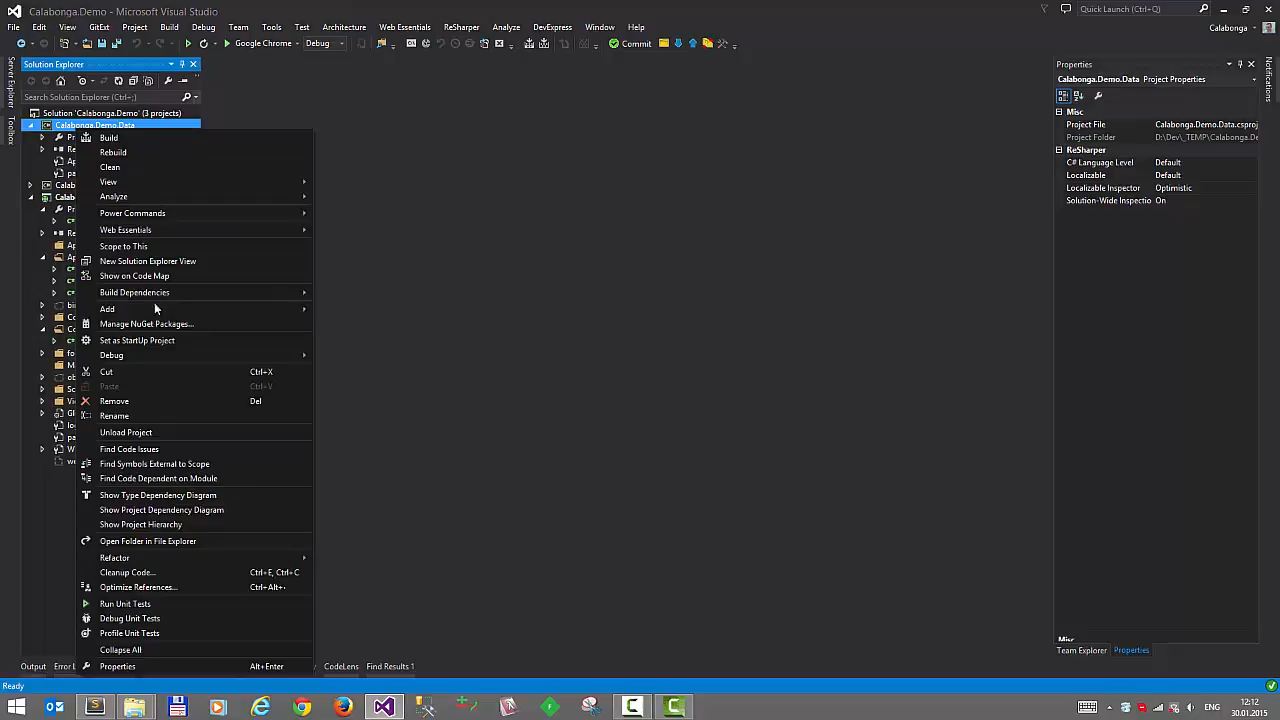 Calabonga.Demo - Microsoft Visual Studio
Quick Launch (Ctrl+Q)
File Edit View GitExt Project Build Debug Team Tools Test Architecture Web Essentials ReSharper Analyze DevExpress Window Help
Calabonga
Google Chrome Debug Commit
Server Explorer
Toolbox
Solution Explorer
Search Solution Explorer (Ctrl+;)
Solution 'Calabonga.Demo' (3 projects)
Calabonga.Demo.Data
Build
Rebuild
Clean
View
Analyze
Power Commands
Web Essentials
Scope to This
New Solution Explorer View
Show on Code Map
Build Dependencies
Add
Manage NuGet Packages...
Set as StartUp Project
Debug
Cut Ctrl+X
Paste Ctrl+V
Remove Del
Rename
Unload Project
Find Code Issues
Find Symbols External to Scope
Find Code Dependent on Module
Show Type Dependency Diagram
Show Project Dependency Diagram
Show Project Hierarchy
Open Folder in File Explorer
Refactor
Cleanup Code... Ctrl+E, Ctrl+C
Optimize References... Ctrl+Alt+-
Run Unit Tests
Debug Unit Tests
Profile Unit Tests
Collapse All
Properties Alt+Enter
Properties
Calabonga.Demo.Data Project Properties
Misc
Project File Calabonga.Demo.Data.csproj
Project Folder D:\Dev\_TEMP\Calabonga.De
ReSharper
C# Language Level Default
Localizable Default
Localizable Inspector Optimistic
Solution-Wide Inspectio On
Misc
Team Explorer Properties
Notifications
Output Error L CodeLens Find Results 1
Ready
ENG
12:12
30.01.2015